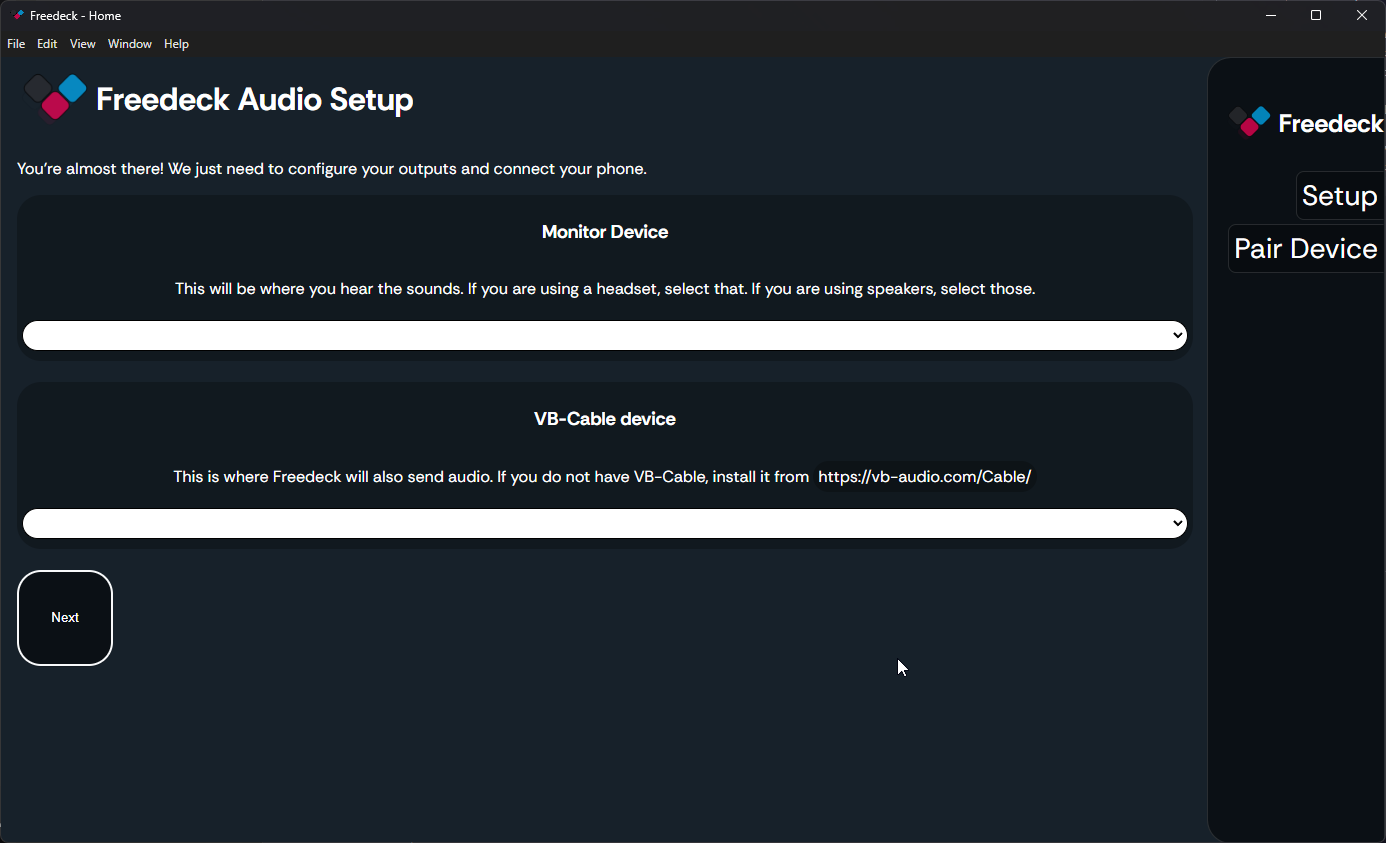 Freedeck - Home
File Edit View Window Help
Freedeck Audio Setup
You're almost there! We just need to configure your outputs and connect your phone.
Monitor Device
This will be where you hear the sounds. If you are using a headset, select that. If you are using speakers, select those.
VB-Cable device
This is where Freedeck will also send audio. If you do not have VB-Cable, install it from https://vb-audio.com/Cable/
Next
Freedeck
Setup
Pair Device